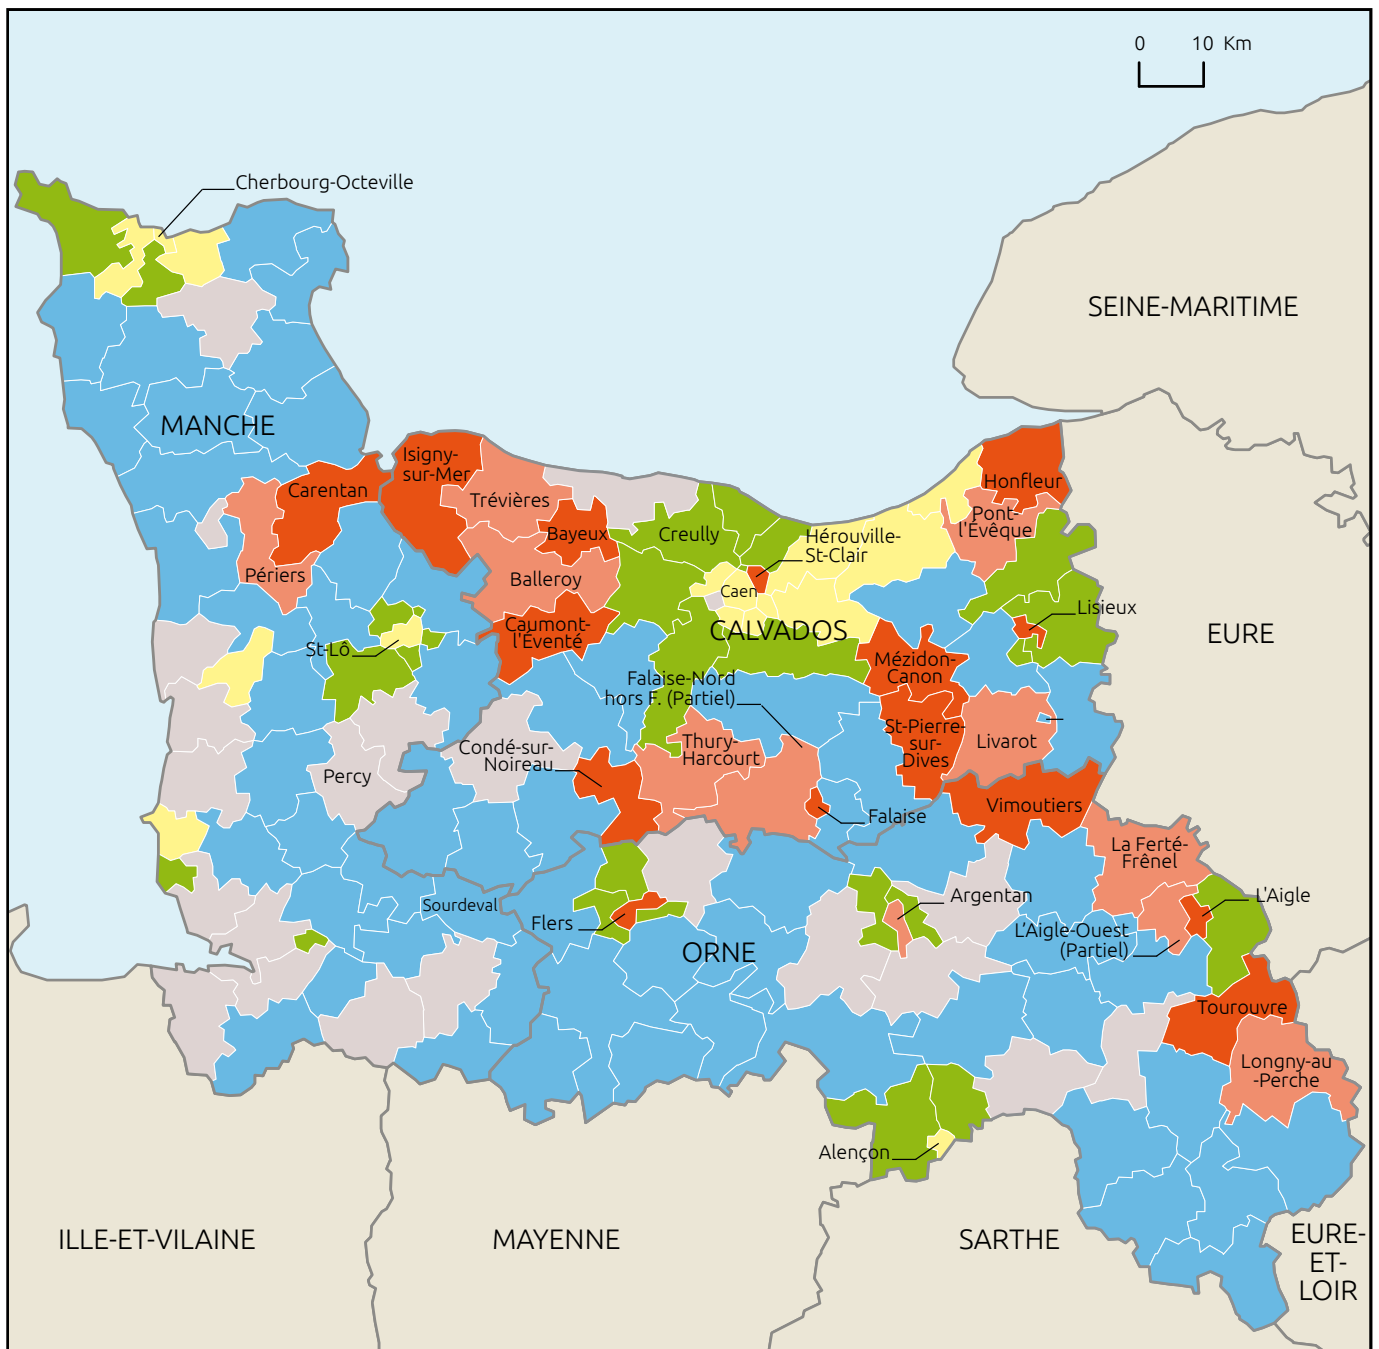 0 10 Km
Cherbourg-Octeville
SEINE-MARITIME
MANCHE
Isigny-
sur-Mer
Carentan
Trévières
Honfleur
Pont-
l'Évêque
Bayeux
Creully
Hérouville-
St-Clair
Périers
Balleroy
Caen
Lisieux
Caumont-
l'Éventé
CALVADOS
EURE
St-Lô
Mézidon-
Canon
Falaise-Nord
hors F. (Partiel)
St-Pierre-
sur-
Dives
Livarot
Thury-
Harcourt
Condé-sur-
Noireau
Percy
Vimoutiers
Falaise
La Ferté-
Frênel
Sourdeval
Argentan
L'Aigle
Flers
L'Aigle-Ouest
(Partiel)
ORNE
Tourouvre
Longny-au
-Perche
Alençon
ILLE-ET-VILAINE
MAYENNE
SARTHE
EURE-
ET-
LOIR